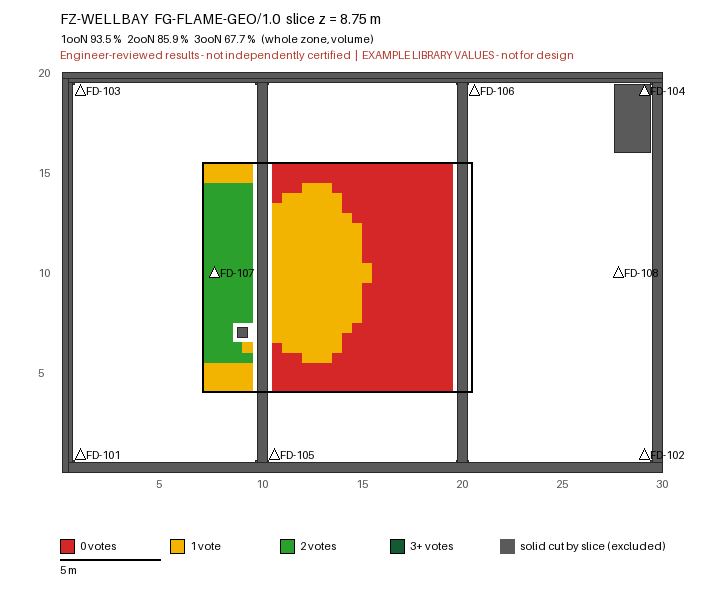 FZ-WELLBAY FG-FLAME-GEO/1.0 slice z = 8.75 m
1ooN 93.5 % 2ooN 85.9 % 3ooN 67.7 % (whole zone, volume)
Engineer-reviewed results - not independently certified | EXAMPLE LIBRARY VALUES - not for design
20
FD-103
FD-106
FD-104
15
10
FD-107
FD-108
5
FD-101
FD-105
FD-102
5
10
15
20
25
30
0 votes
1 vote
2 votes
3+ votes
solid cut by slice (excluded)
5 m